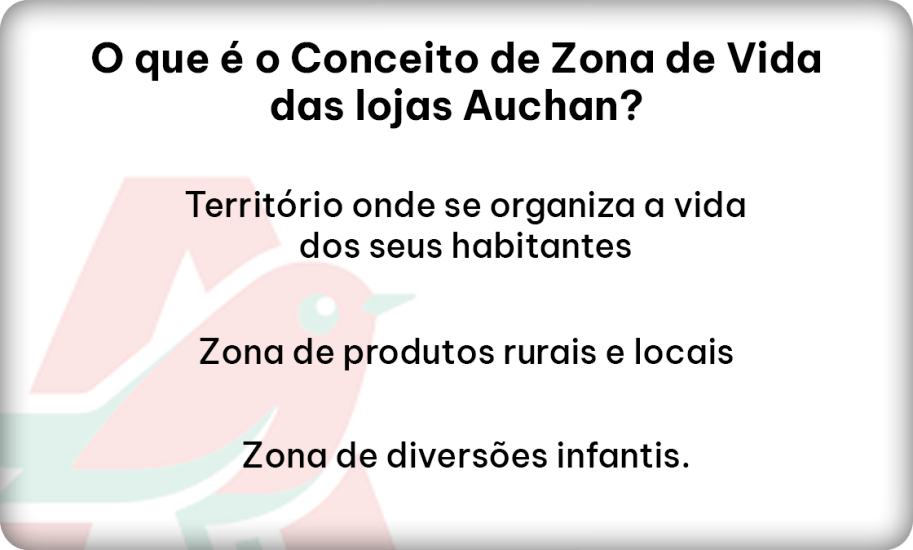 O que é o Conceito de Zona de Vida
das lojas Auchan?
Território onde se organiza a vida
dos seus habitantes
Zona de produtos rurais e locais
Zona de diversões infantis.